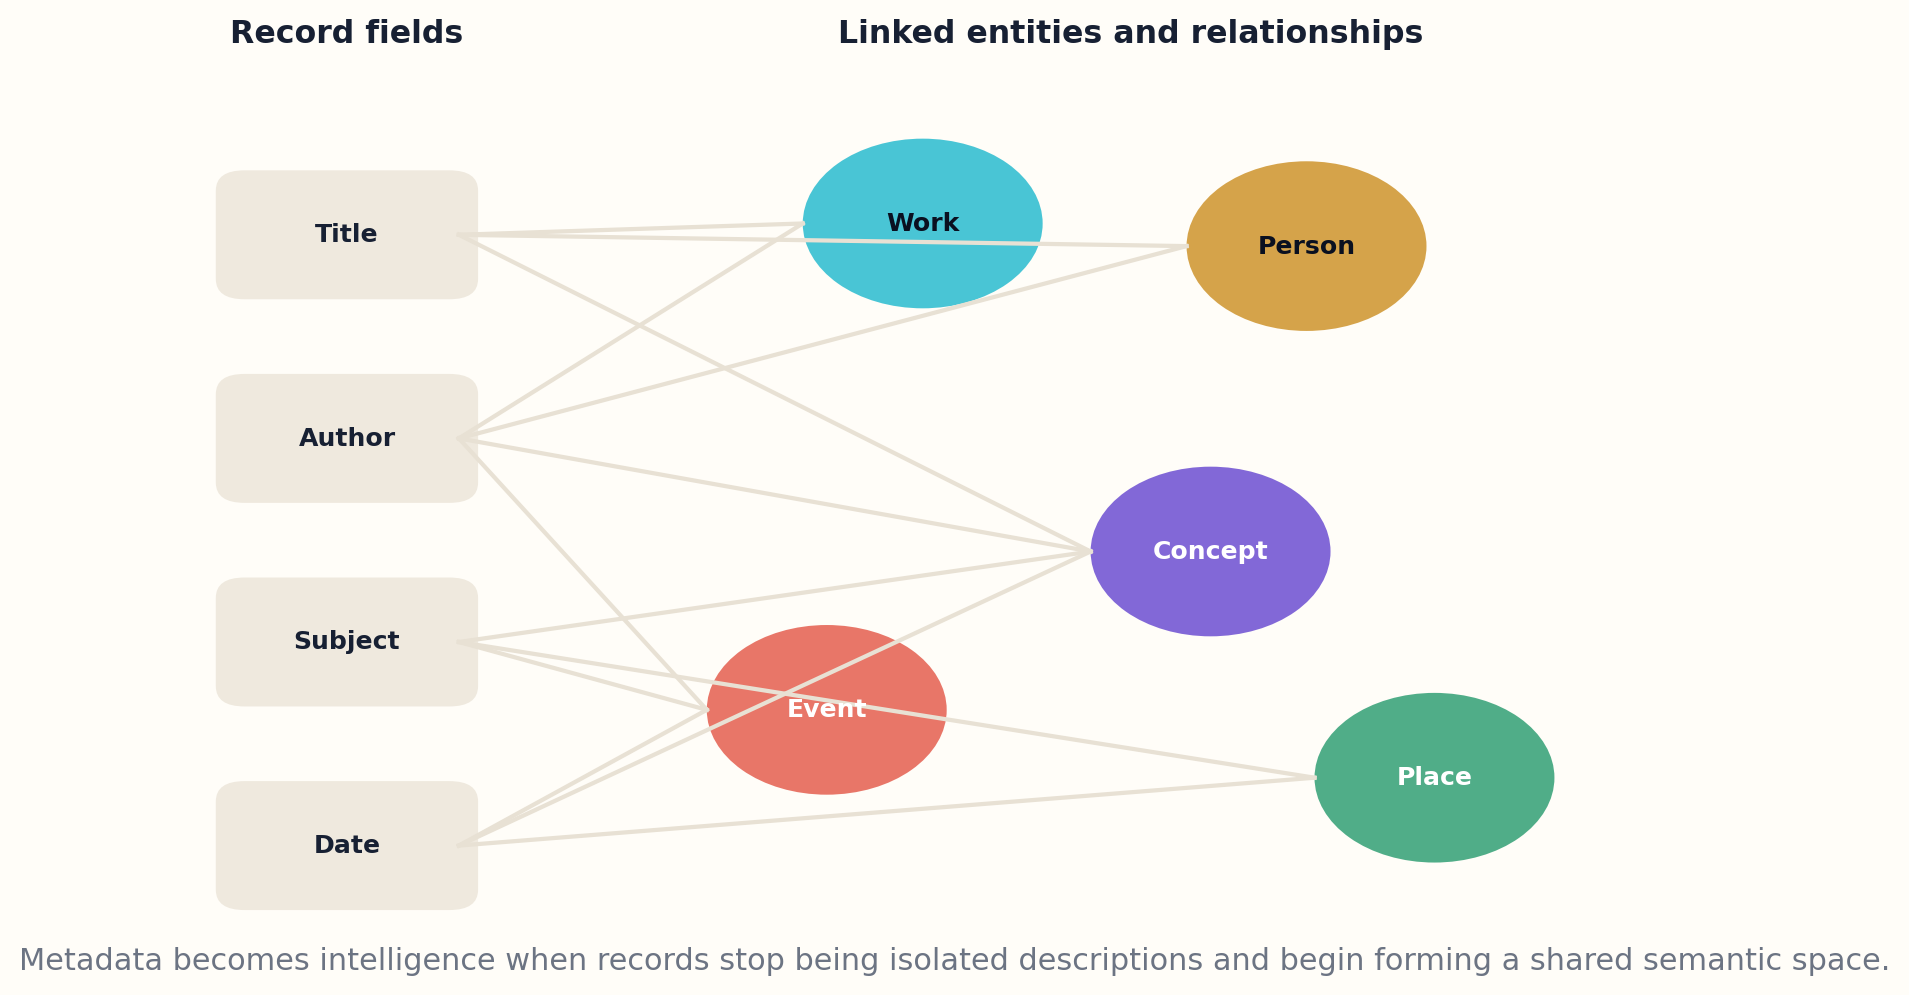 Record fields
Linked entities and relationships
Title
Work
Person
Author
Concept
Subject
Event
Place
Date
Metadata becomes intelligence when records stop being isolated descriptions and begin forming a shared semantic space.